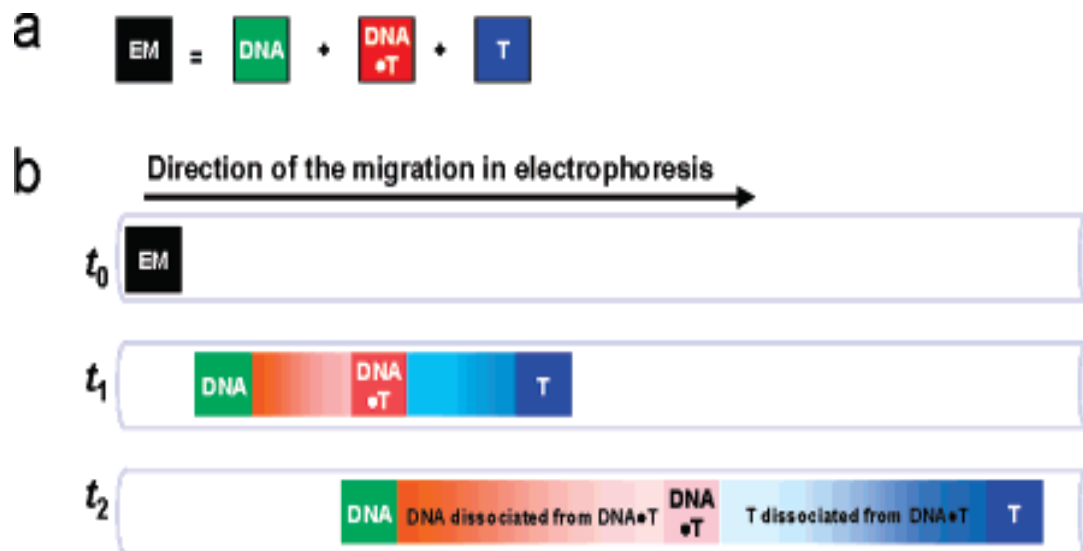 a
EM = DNA + DNA•T + T
b
Direction of the migration in electrophoresis
t0 EM
t1 DNA DNA•T T
t2 DNA DNA dissociated from DNA•T DNA•T T dissociated from DNA•T T